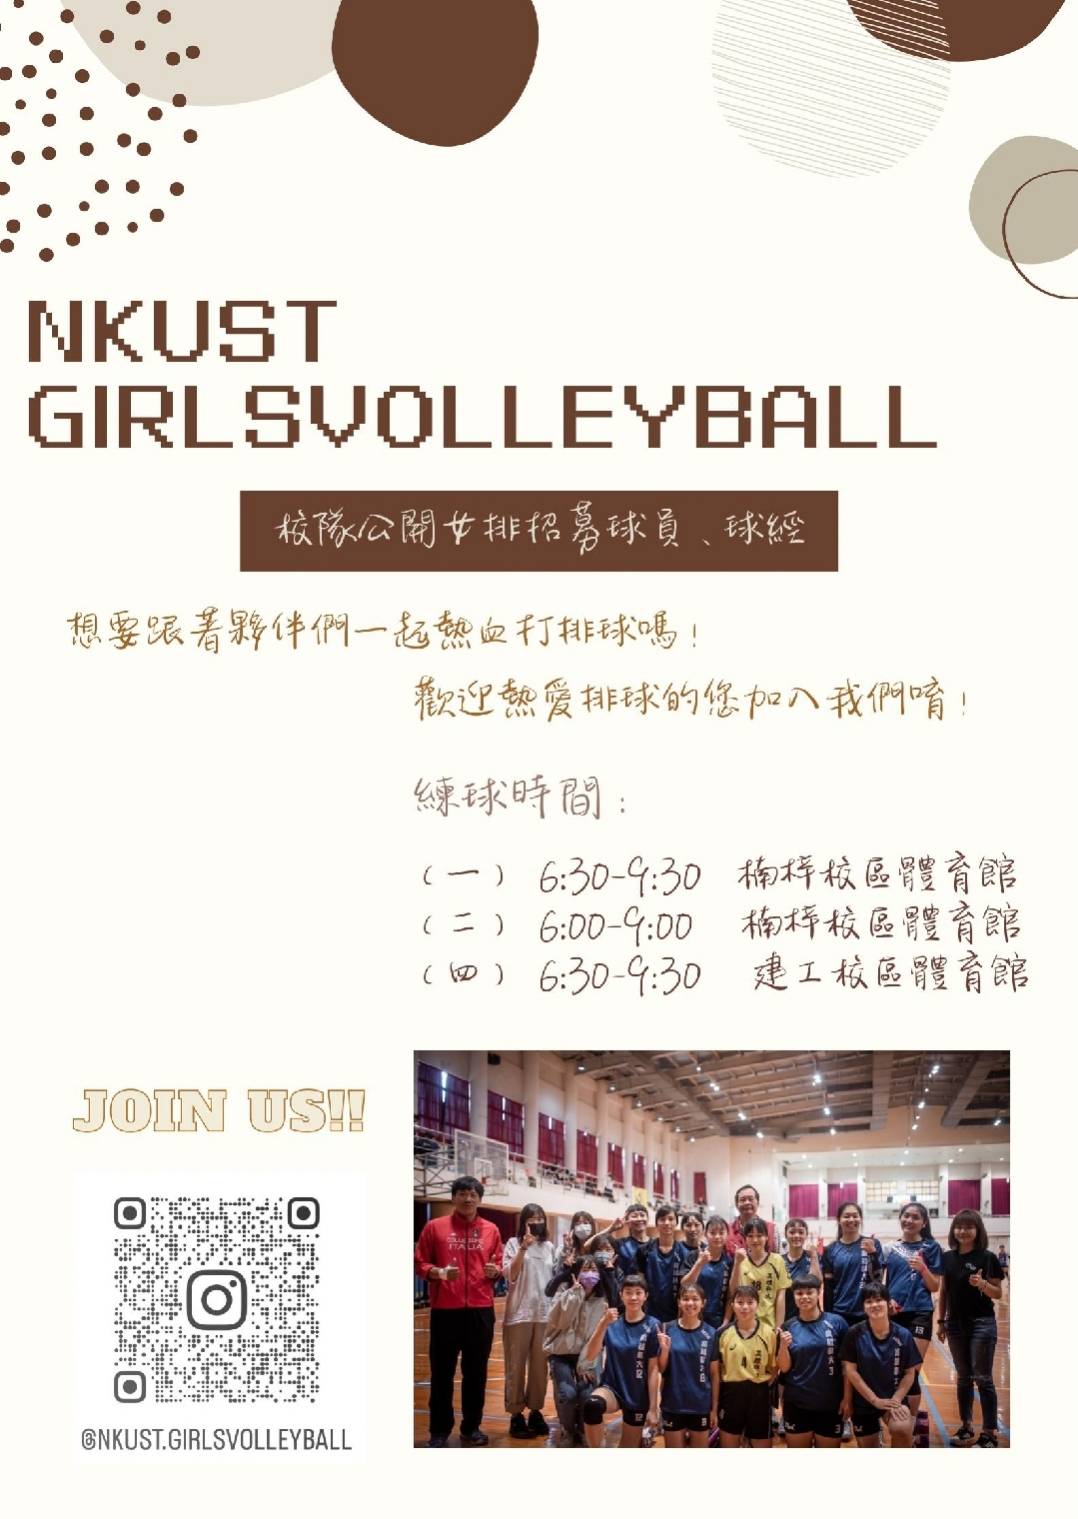 NKUST
GIRLSVOLLEYBALL
校隊公開女排招募球員、球經
想要跟著夥伴們一起熱血打排球嗎！
歡迎熱愛排球的您加入我們唷！
練球時間：
（一） 6:30-9:30 楠梓校區體育館
（二） 6:00-9:00 楠梓校區體育館
（四） 6:30-9:30 建工校區體育館
JOIN US!!
@NKUST.GIRLSVOLLEYBALL
ITALIA